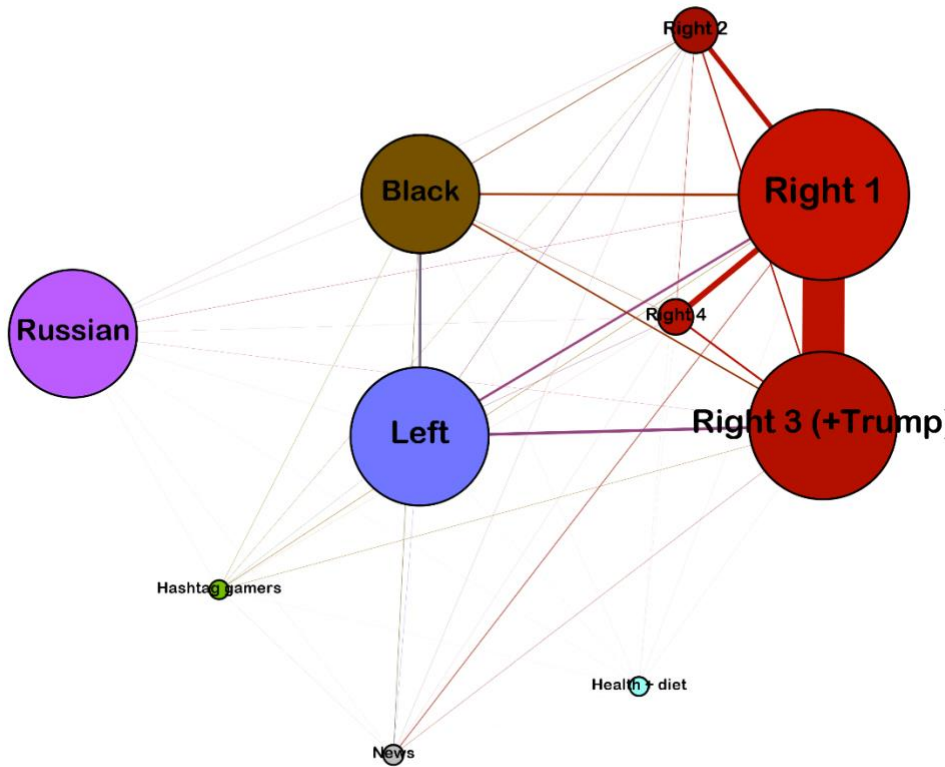 Right 2
Black
Right 1
Russian
Right 4
Left
Right 3 (+Trump)
Hashtag gamers
Health + diet
News